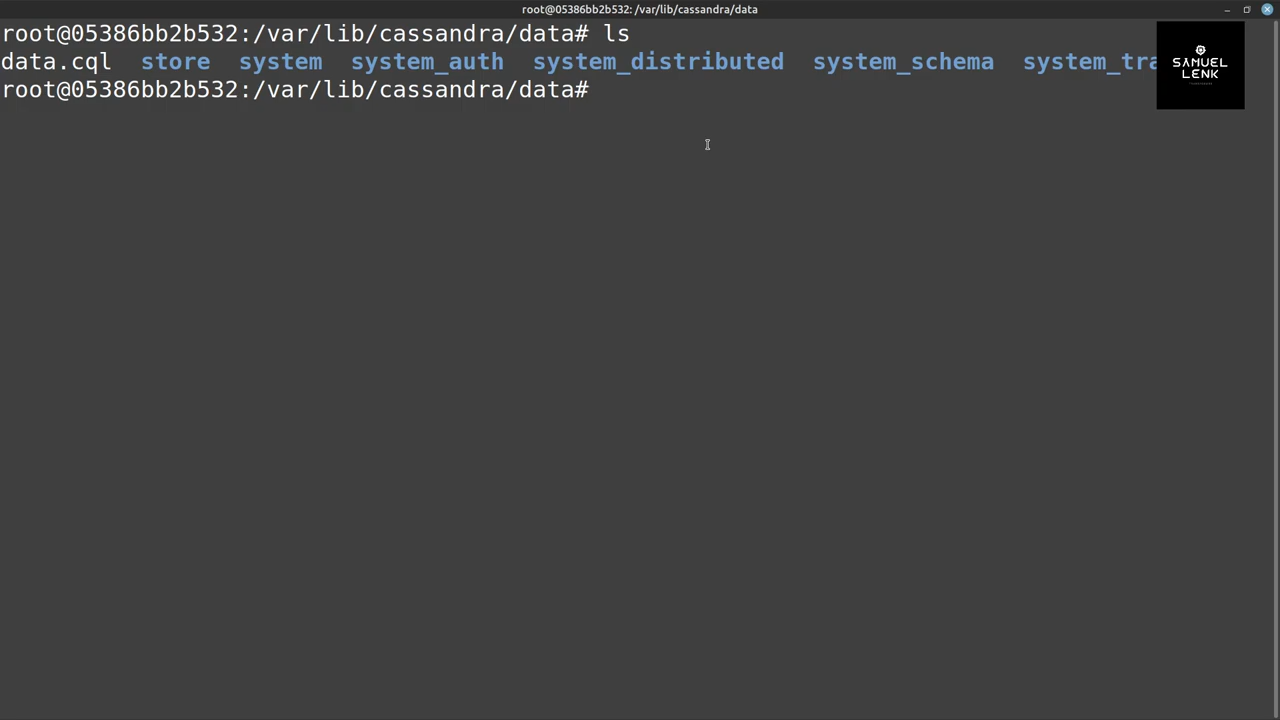 root@05386bb2b532: /var/lib/cassandra/data
root@05386bb2b532:/var/lib/cassandra/data# ls
data.cql store system system_auth system_distributed system_schema system_tra
root@05386bb2b532:/var/lib/cassandra/data#
SAMUEL
LENK